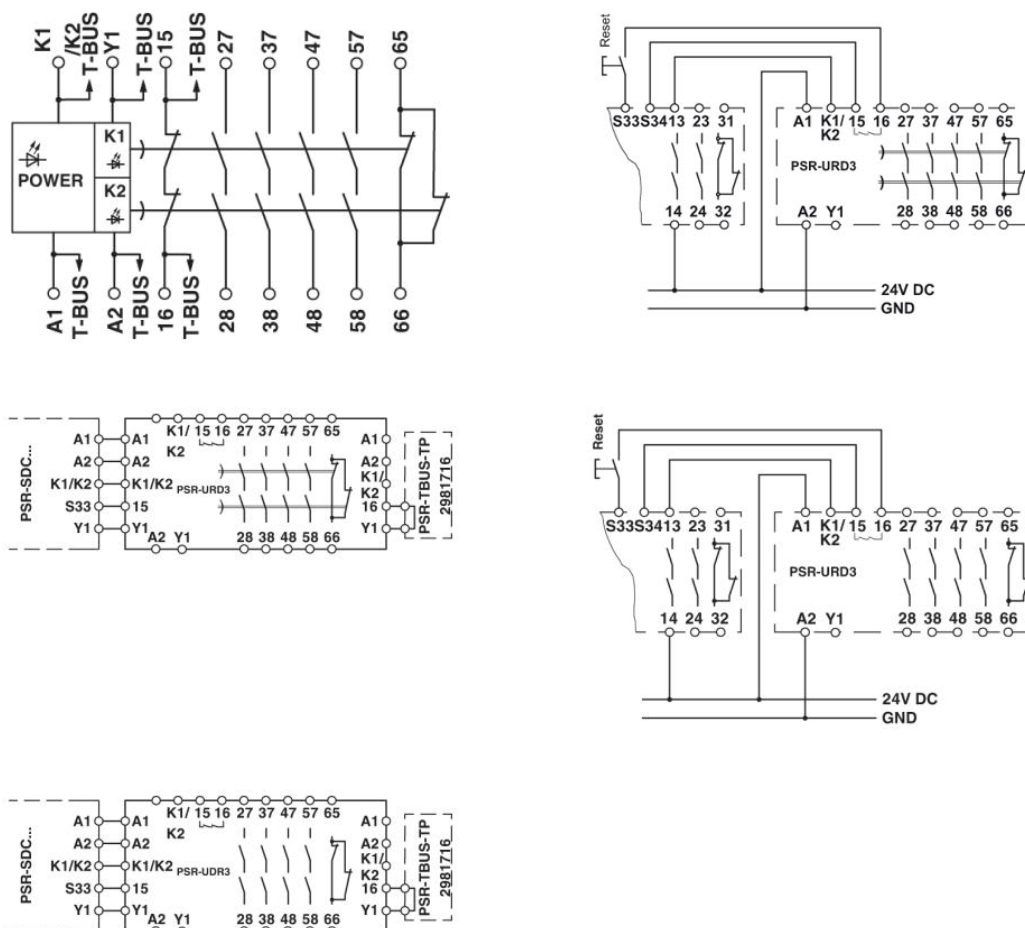 K1
/K2
T-BUS
Y1
T-BUS
15
T-BUS
27
37
47
57
65
K1
POWER
K2
A1
T-BUS
A2
T-BUS
16
T-BUS
28
38
48
58
66
Reset
S33 S34 13 23 31
A1 K1/ 15 16 27 37 47 57 65
K2
PSR-URD3
14 24 32
A2 Y1
28 38 48 58 66
24V DC
GND
PSR-SDC...
A1
A2
K1/K2
S33
Y1
K1/ 15 16 27 37 47 57 65
K2
A1
A2
K1/K2
15
Y1
PSR-URD3
A2 Y1
28 38 48 58 66
A1
A2
K1/
K2
16
Y1
PSR-TBUS-TP
2981716
Reset
S33 S34 13 23 31
A1 K1/ 15 16 27 37 47 57 65
K2
PSR-URD3
14 24 32
A2 Y1
28 38 48 58 66
24V DC
GND
PSR-SDC...
A1
A2
K1/K2
S33
Y1
K1/ 15 16 27 37 47 57 65
K2
A1
A2
K1/K2
15
Y1
PSR-UDR3
A2 Y1
28 38 48 58 66
A1
A2
K1/
K2
16
Y1
PSR-TBUS-TP
2981716